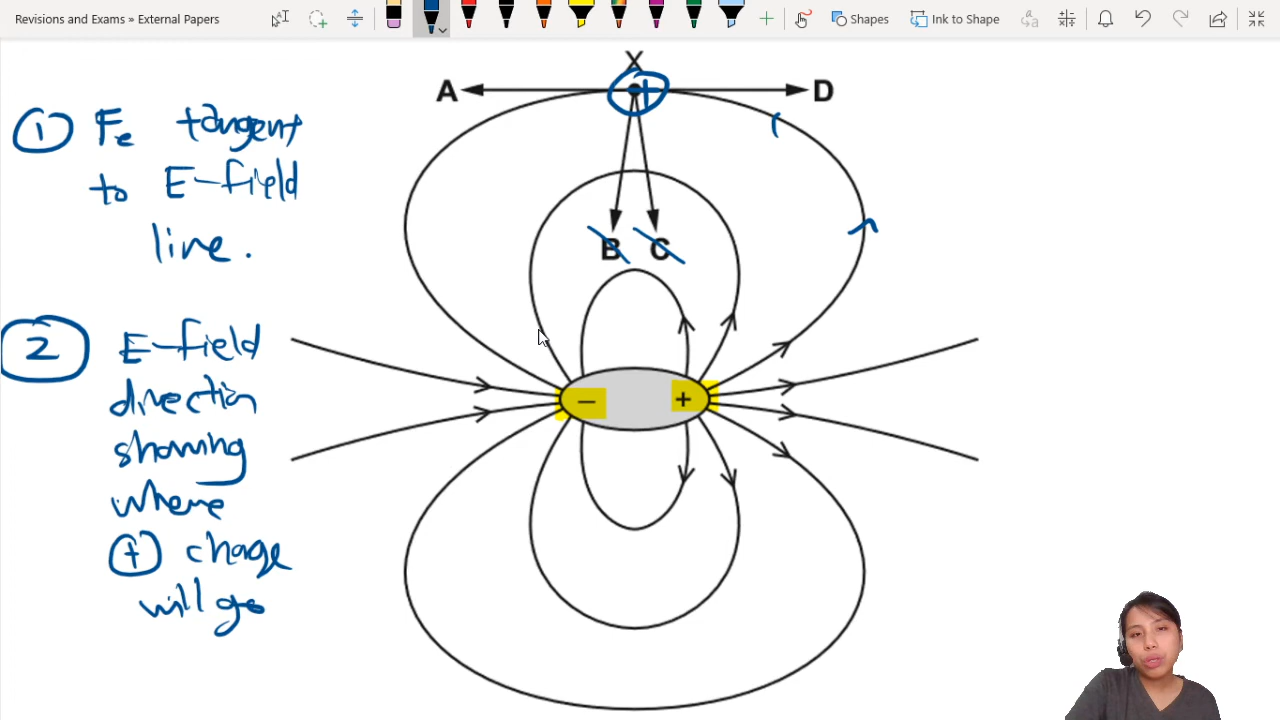 Revisions and Exams » External Papers
Shapes
Ink to Shape
X
A
D
① Fe tangent
to E-field
line.
B C
② E-field
direction
showing
where
⊕ charge
will go
− +